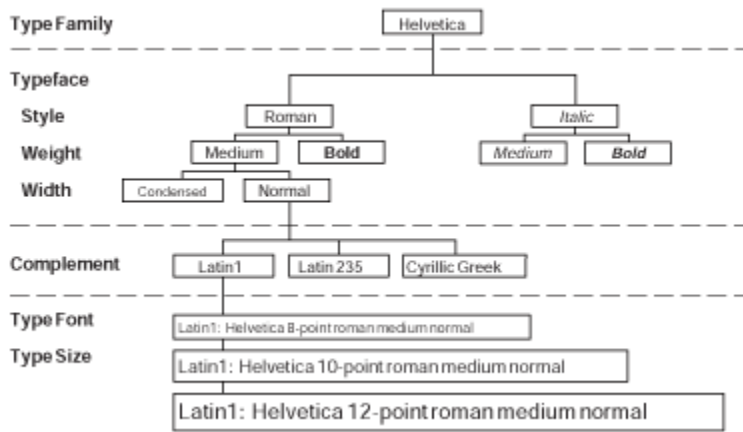 Type Family
Helvetica
Typeface
Style
Roman
Italic
Weight
Medium
Bold
Medium
Bold
Width
Condensed
Normal
Complement
Latin1
Latin 235
Cyrillic Greek
Type Font
Latin1: Helvetica 8-point roman medium normal
Type Size
Latin1: Helvetica 10-point roman medium normal
Latin1: Helvetica 12-point roman medium normal